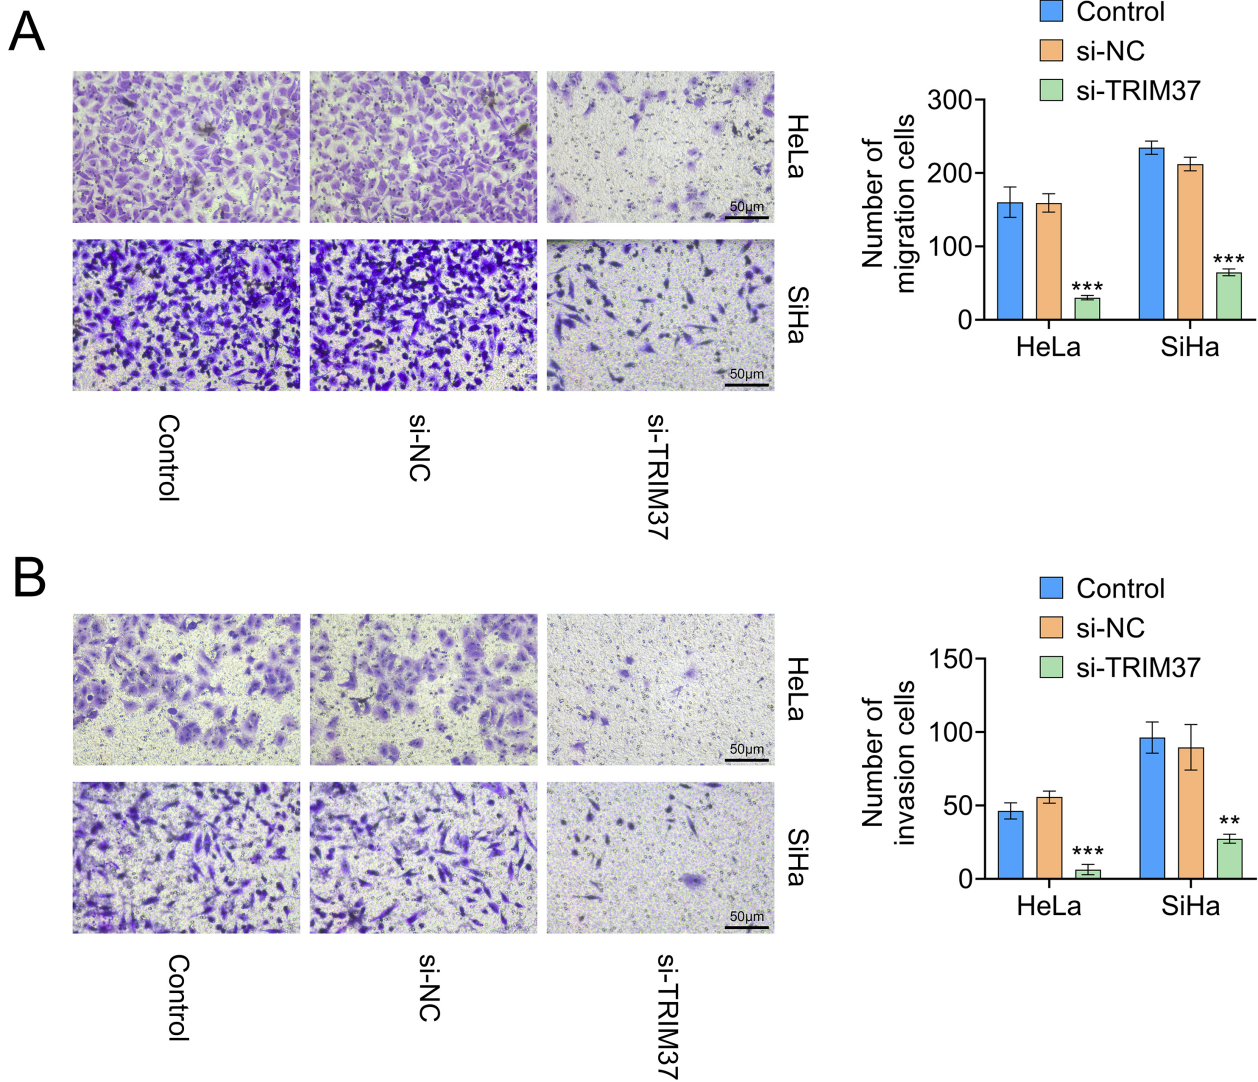 A
HeLa
50μm
SiHa
50μm
Control
si-NC
si-TRIM37
Control
si-NC
si-TRIM37
Number of
migration cells
300
200
100
0
***
***
HeLa
SiHa
B
HeLa
50μm
SiHa
50μm
Control
si-NC
si-TRIM37
Control
si-NC
si-TRIM37
Number of
invasion cells
150
100
50
0
***
**
HeLa
SiHa